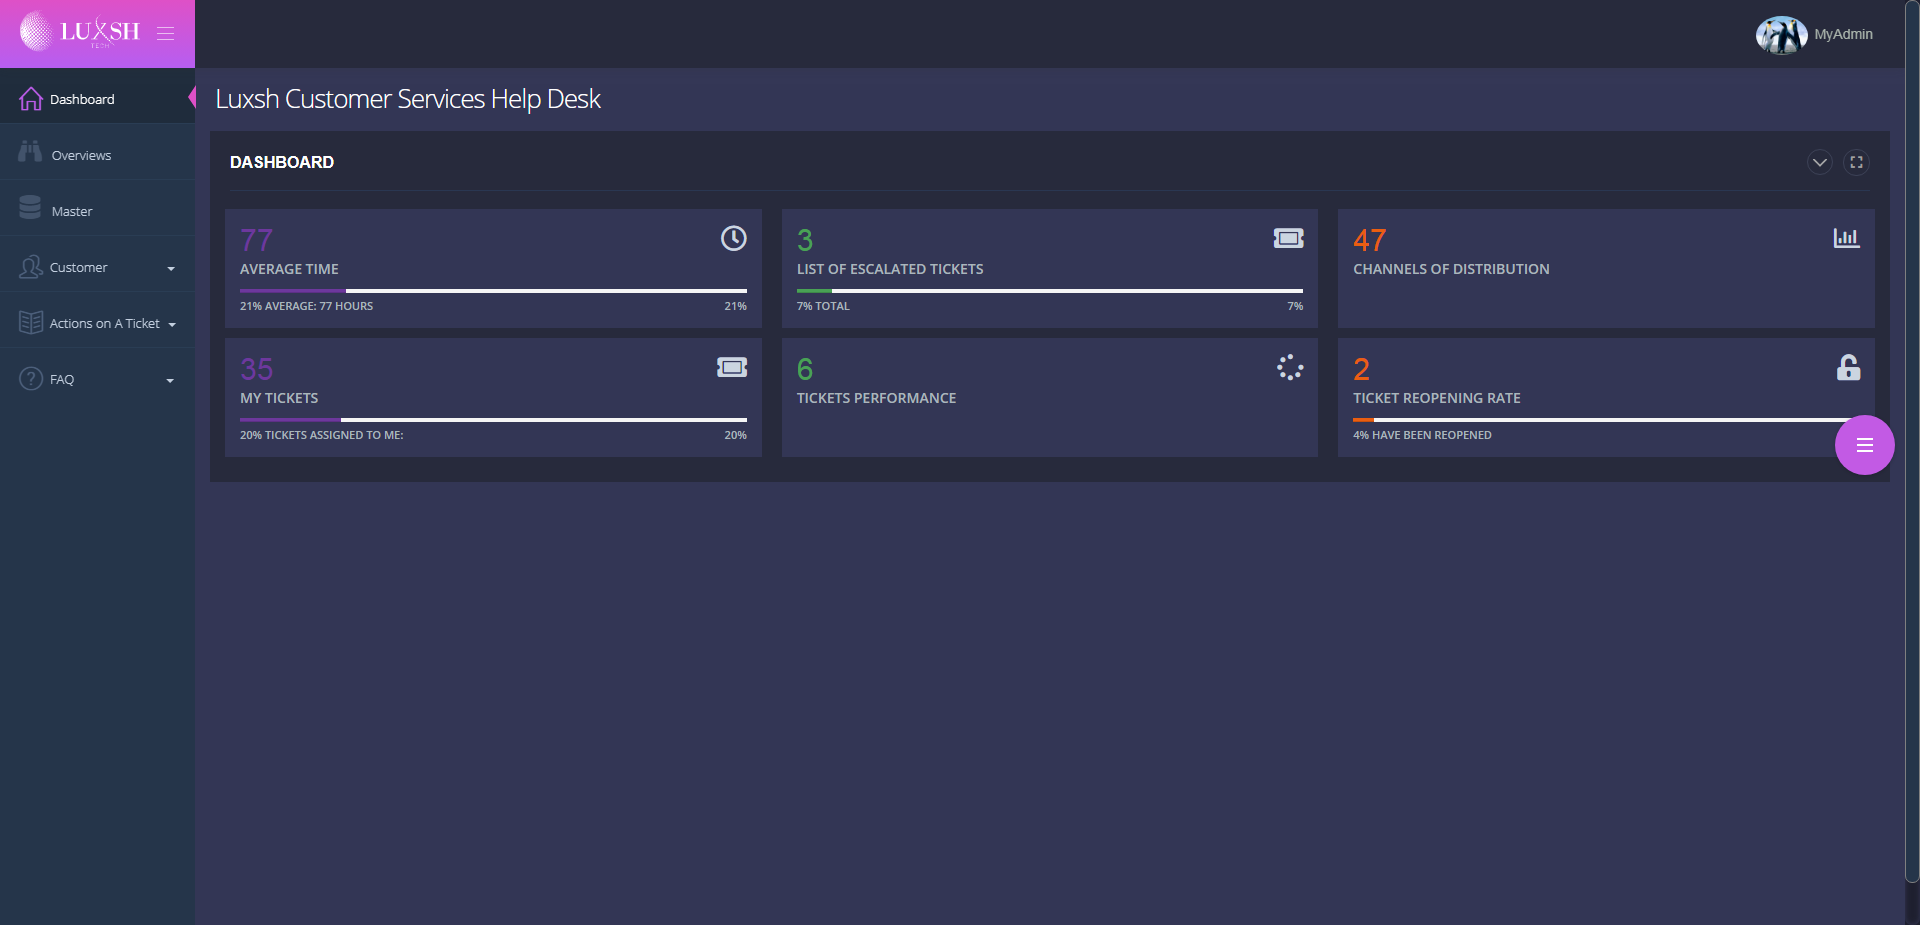 LUXSH
TECH
MyAdmin
Dashboard
Overviews
Master
Customer
Actions on A Ticket
FAQ
Luxsh Customer Services Help Desk
DASHBOARD
77
AVERAGE TIME
21% AVERAGE: 77 HOURS
21%
3
LIST OF ESCALATED TICKETS
7% TOTAL
7%
47
CHANNELS OF DISTRIBUTION
35
MY TICKETS
20% TICKETS ASSIGNED TO ME:
20%
6
TICKETS PERFORMANCE
2
TICKET REOPENING RATE
4% HAVE BEEN REOPENED